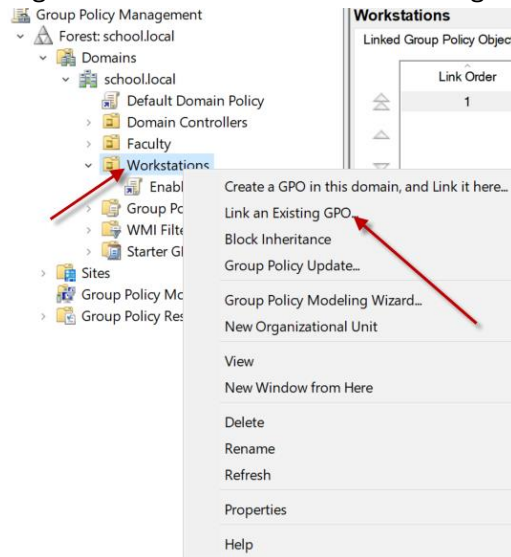 Group Policy Management
Forest: school.local
Domains
school.local
Default Domain Policy
Domain Controllers
Faculty
Workstations
Enabl
Group Po
WMI Filte
Starter G
Sites
Group Policy Mo
Group Policy Res
Workstations
Linked Group Policy Objec
Link Order
1
Create a GPO in this domain, and Link it here...
Link an Existing GPO...
Block Inheritance
Group Policy Update...
Group Policy Modeling Wizard...
New Organizational Unit
View
New Window from Here
Delete
Rename
Refresh
Properties
Help